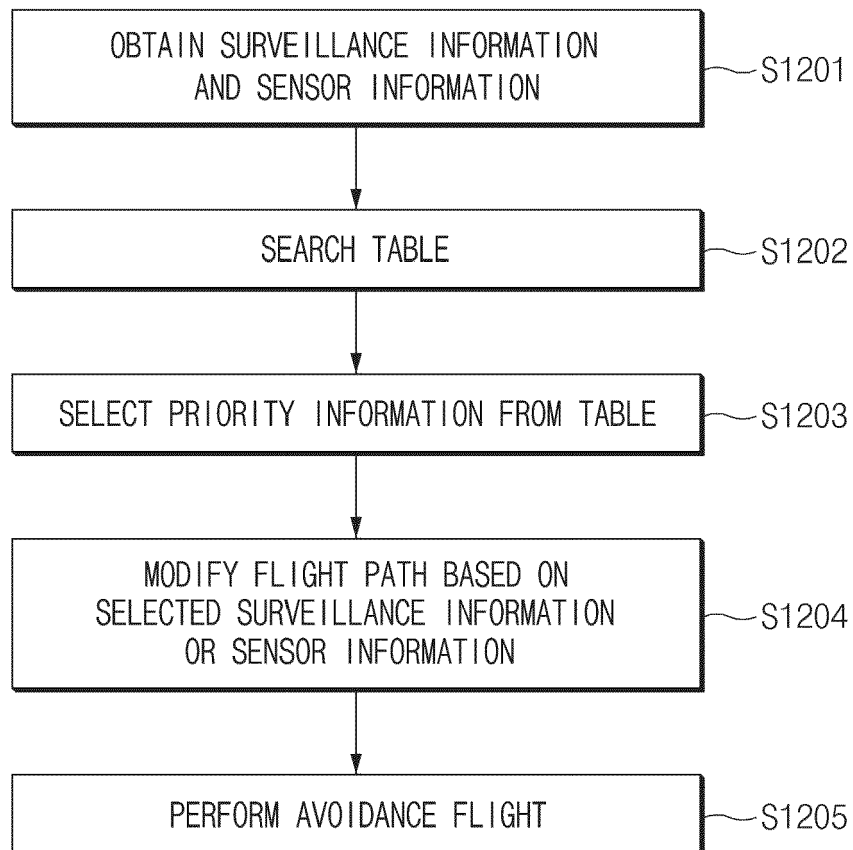 OBTAIN SURVEILLANCE INFORMATION
AND SENSOR INFORMATION
S1201
SEARCH TABLE
S1202
SELECT PRIORITY INFORMATION FROM TABLE
S1203
MODIFY FLIGHT PATH BASED ON
SELECTED SURVEILLANCE INFORMATION
OR SENSOR INFORMATION
S1204
PERFORM AVOIDANCE FLIGHT
S1205